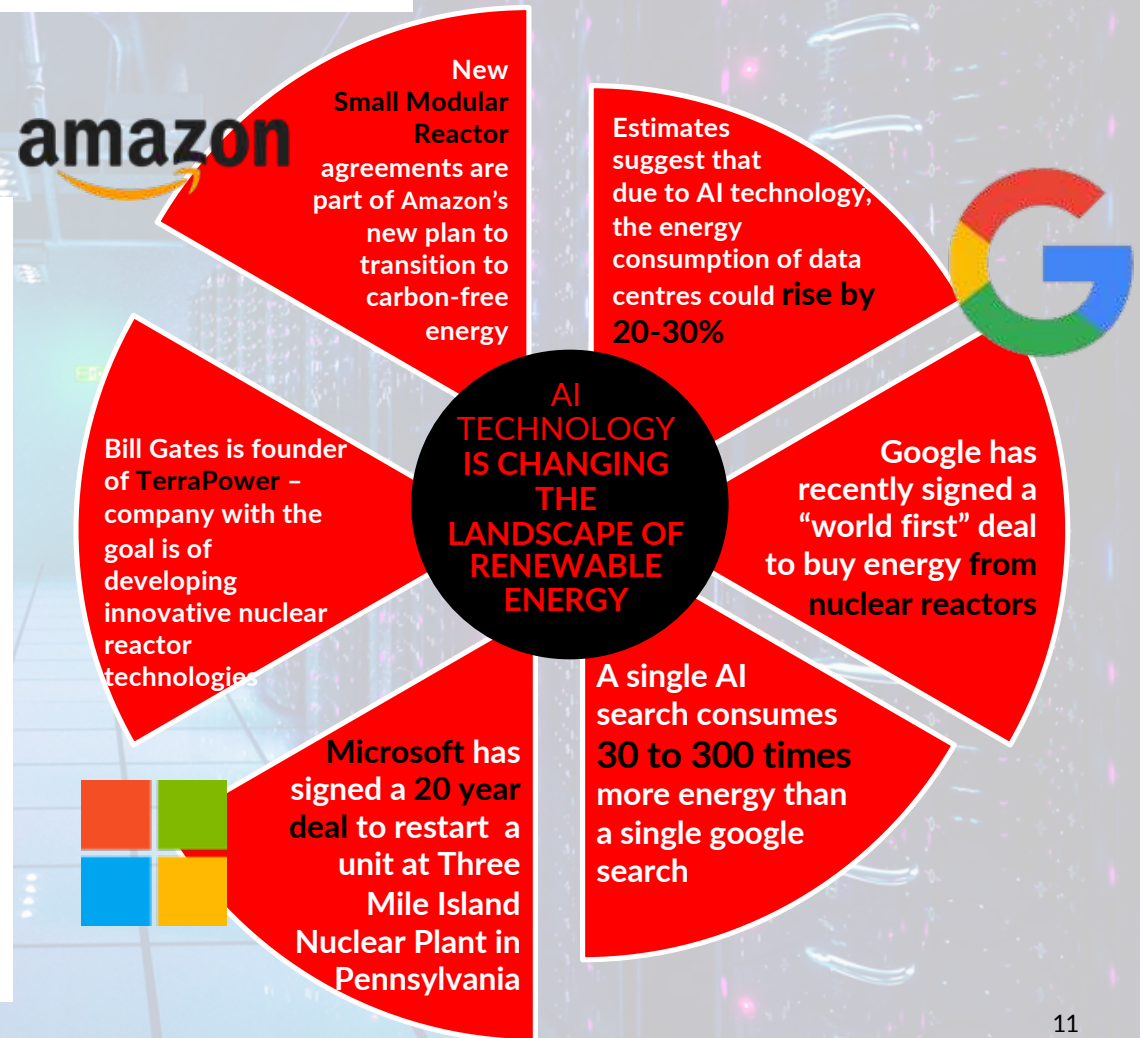 amazon
New
Small Modular
Reactor
agreements are
part of Amazon’s
new plan to
transition to
carbon-free
energy
Estimates
suggest that
due to AI technology,
the energy
consumption of data
centres could rise by
20-30%
Google has
recently signed a
“world first” deal
to buy energy from
nuclear reactors
A single AI
search consumes
30 to 300 times
more energy than
a single google
search
Microsoft has
signed a 20 year
deal to restart a
unit at Three
Mile Island
Nuclear Plant in
Pennsylvania
Bill Gates is founder
of TerraPower –
company with the
goal is of
developing
innovative nuclear
reactor
technologies
AI
TECHNOLOGY
IS CHANGING
THE
LANDSCAPE OF
RENEWABLE
ENERGY
G
11